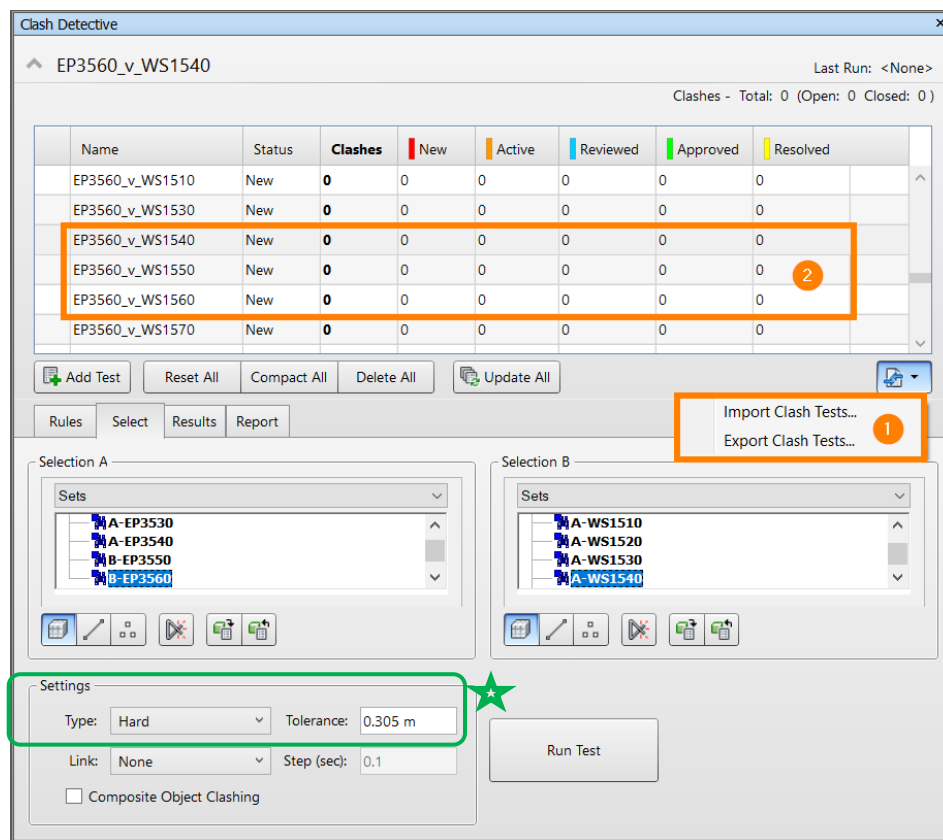 Clash Detective
EP3560_v_WS1540
Last Run: <None>
Clashes - Total: 0 (Open: 0 Closed: 0 )
Name Status Clashes New Active Reviewed Approved Resolved
EP3560_v_WS1510 New 0 0 0 0 0 0
EP3560_v_WS1530 New 0 0 0 0 0 0
EP3560_v_WS1540 New 0 0 0 0 0 0
EP3560_v_WS1550 New 0 0 0 0 0 0
2
EP3560_v_WS1560 New 0 0 0 0 0 0
EP3560_v_WS1570 New 0 0 0 0 0 0
Add Test Reset All Compact All Delete All Update All
Import Clash Tests...
Export Clash Tests...
1
Rules Select Results Report
Selection A
Sets
A-EP3530
A-EP3540
B-EP3550
B-EP3560
Selection B
Sets
A-WS1510
A-WS1520
A-WS1530
A-WS1540
Settings
Type: Hard Tolerance: 0.305 m
Link: None Step (sec): 0.1
Composite Object Clashing
Run Test